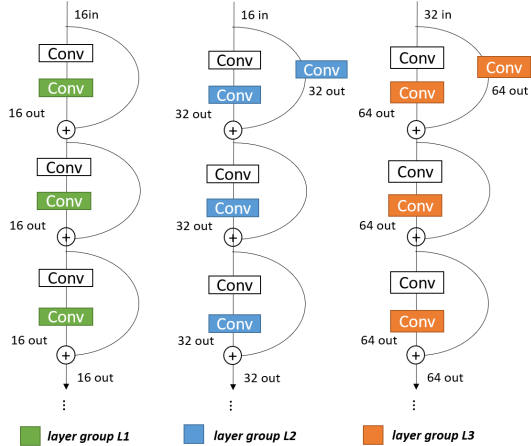 16in
Conv
Conv
16 out
+
Conv
Conv
16 out
+
Conv
Conv
16 out
+
16 out
...
layer group L1
16 in
Conv
Conv
Conv
32 out
32 out
+
Conv
Conv
32 out
+
Conv
Conv
32 out
+
32 out
...
layer group L2
32 in
Conv
Conv
Conv
64 out
64 out
+
Conv
Conv
64 out
+
Conv
Conv
64 out
+
64 out
...
layer group L3